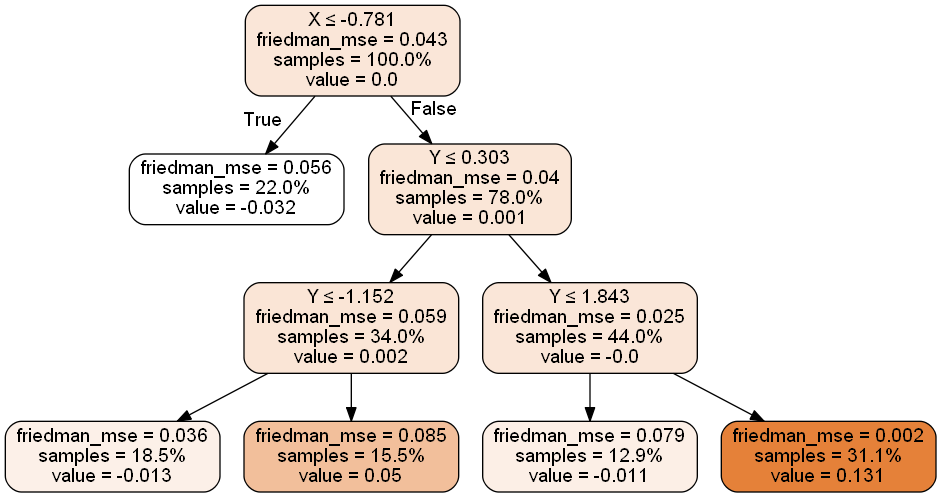 X ≤ -0.781
friedman_mse = 0.043
samples = 100.0%
value = 0.0
True
False
friedman_mse = 0.056
samples = 22.0%
value = -0.032
Y ≤ 0.303
friedman_mse = 0.04
samples = 78.0%
value = 0.001
Y ≤ -1.152
friedman_mse = 0.059
samples = 34.0%
value = 0.002
Y ≤ 1.843
friedman_mse = 0.025
samples = 44.0%
value = -0.0
friedman_mse = 0.036
samples = 18.5%
value = -0.013
friedman_mse = 0.085
samples = 15.5%
value = 0.05
friedman_mse = 0.079
samples = 12.9%
value = -0.011
friedman_mse = 0.002
samples = 31.1%
value = 0.131